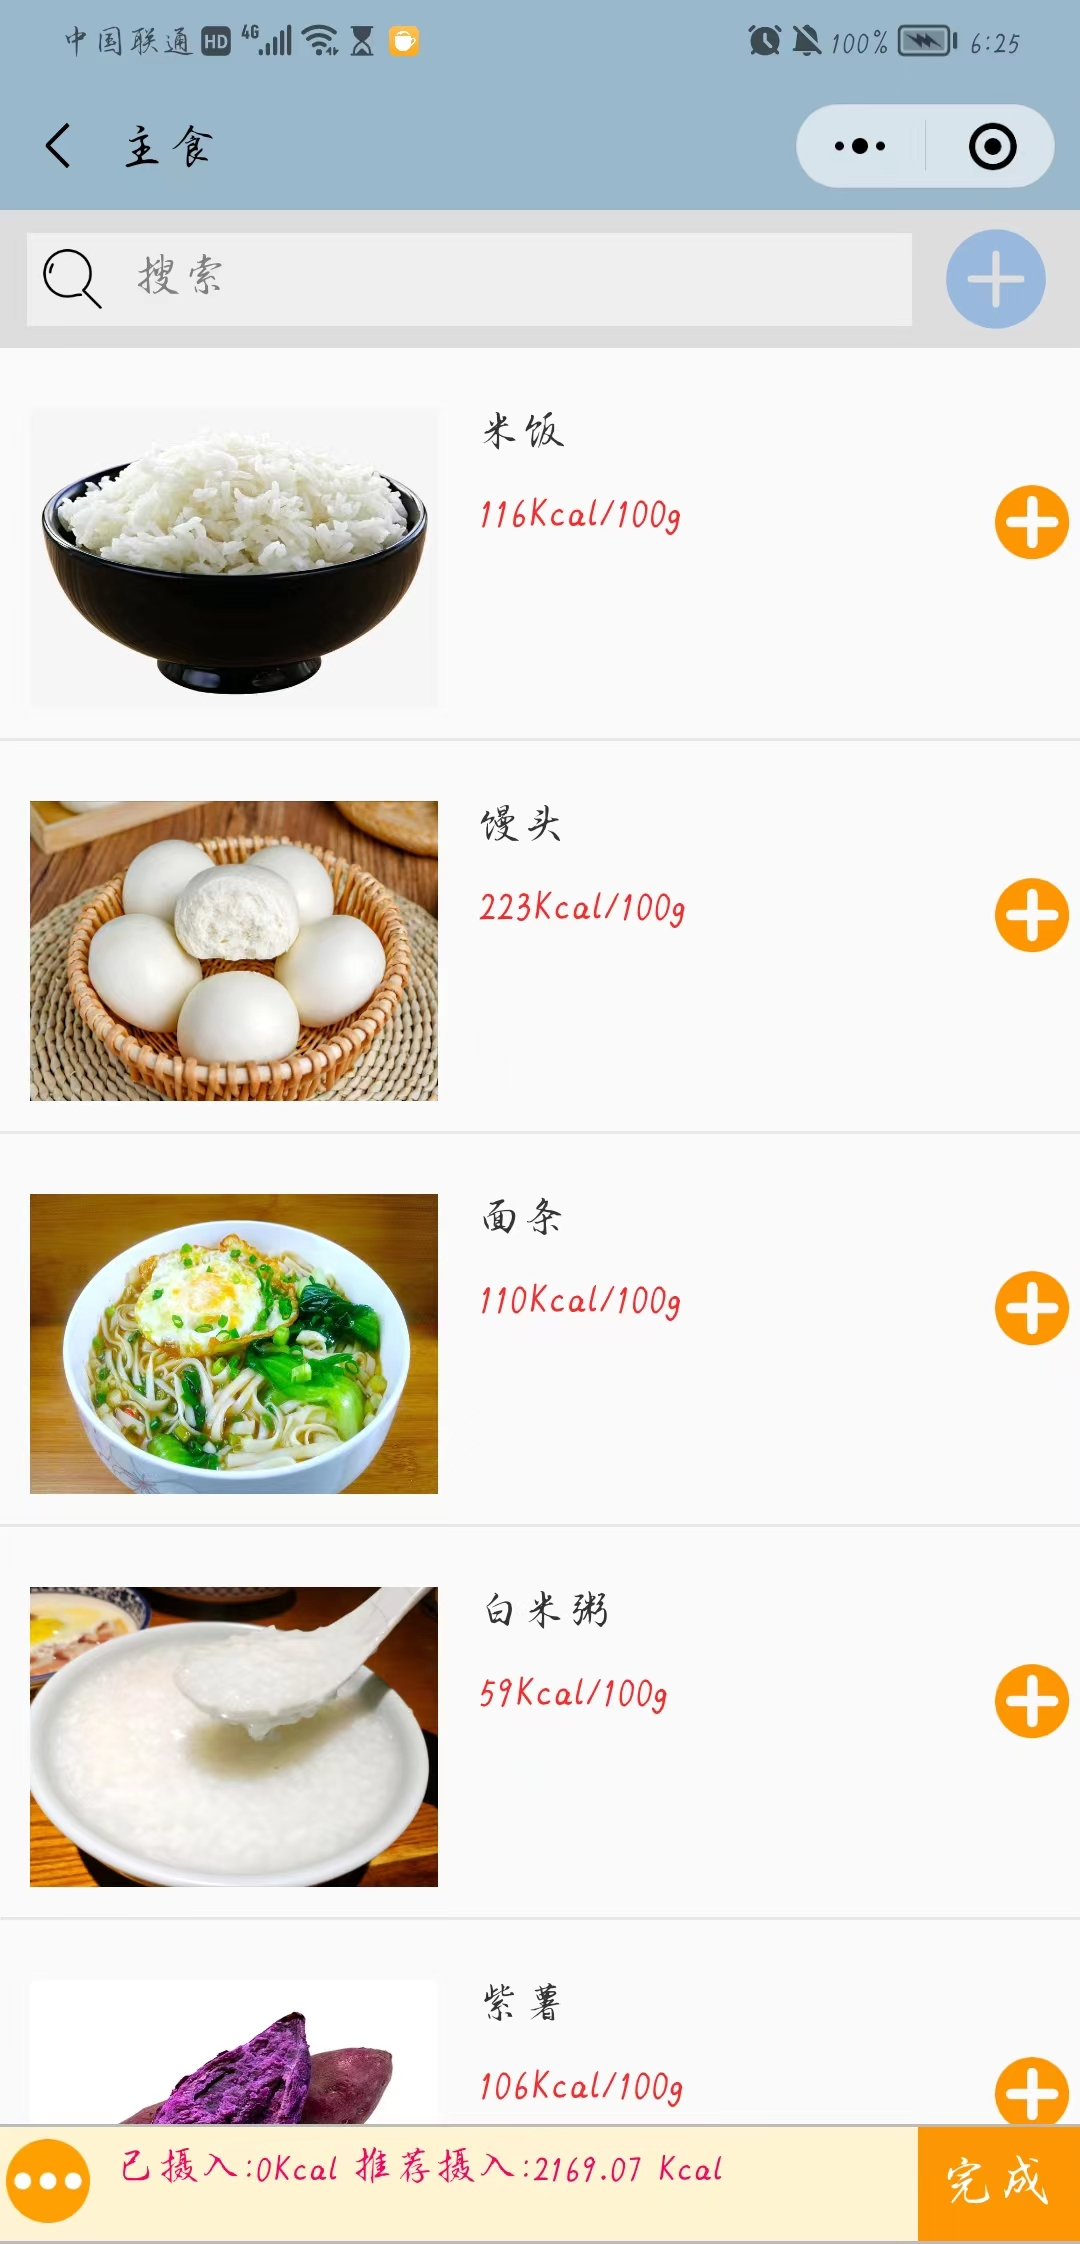 中国联通 HD 4G 100% 6:25
主食
搜索
米饭
116Kcal/100g
馒头
223Kcal/100g
面条
110Kcal/100g
白米粥
59Kcal/100g
紫薯
106Kcal/100g
已摄入:0Kcal 推荐摄入:2169.07 Kcal
完成